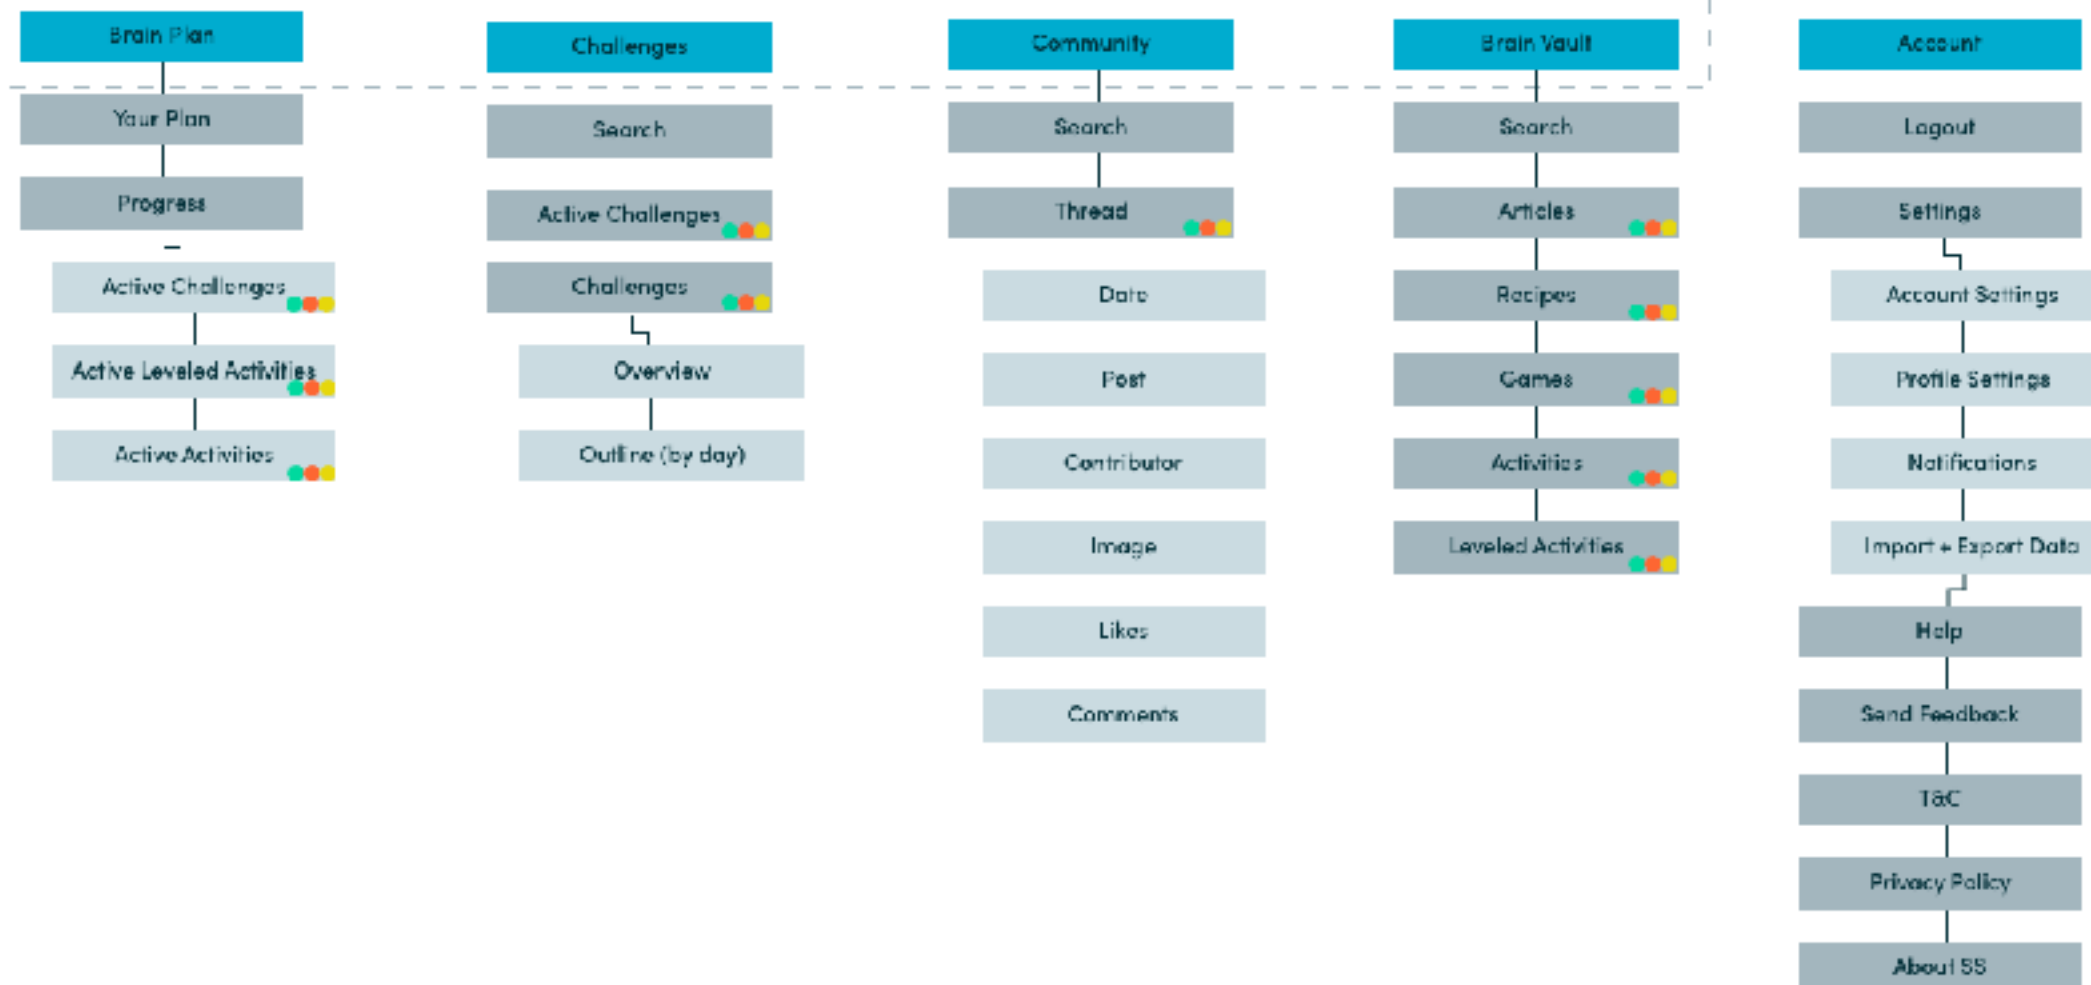 Brain Plan
Your Plan
Progress
Active Challenges
Active Leveled Activities
Active Activities
Challenges
Search
Active Challenges
Challenges
Overview
Outline (by day)
Community
Search
Thread
Date
Post
Contributor
Image
Likes
Comments
Brain Vault
Search
Articles
Recipes
Games
Activities
Leveled Activities
Account
Logout
Settings
Account Settings
Profile Settings
Notifications
Import + Export Data
Help
Send Feedback
T&C
Privacy Policy
About SS